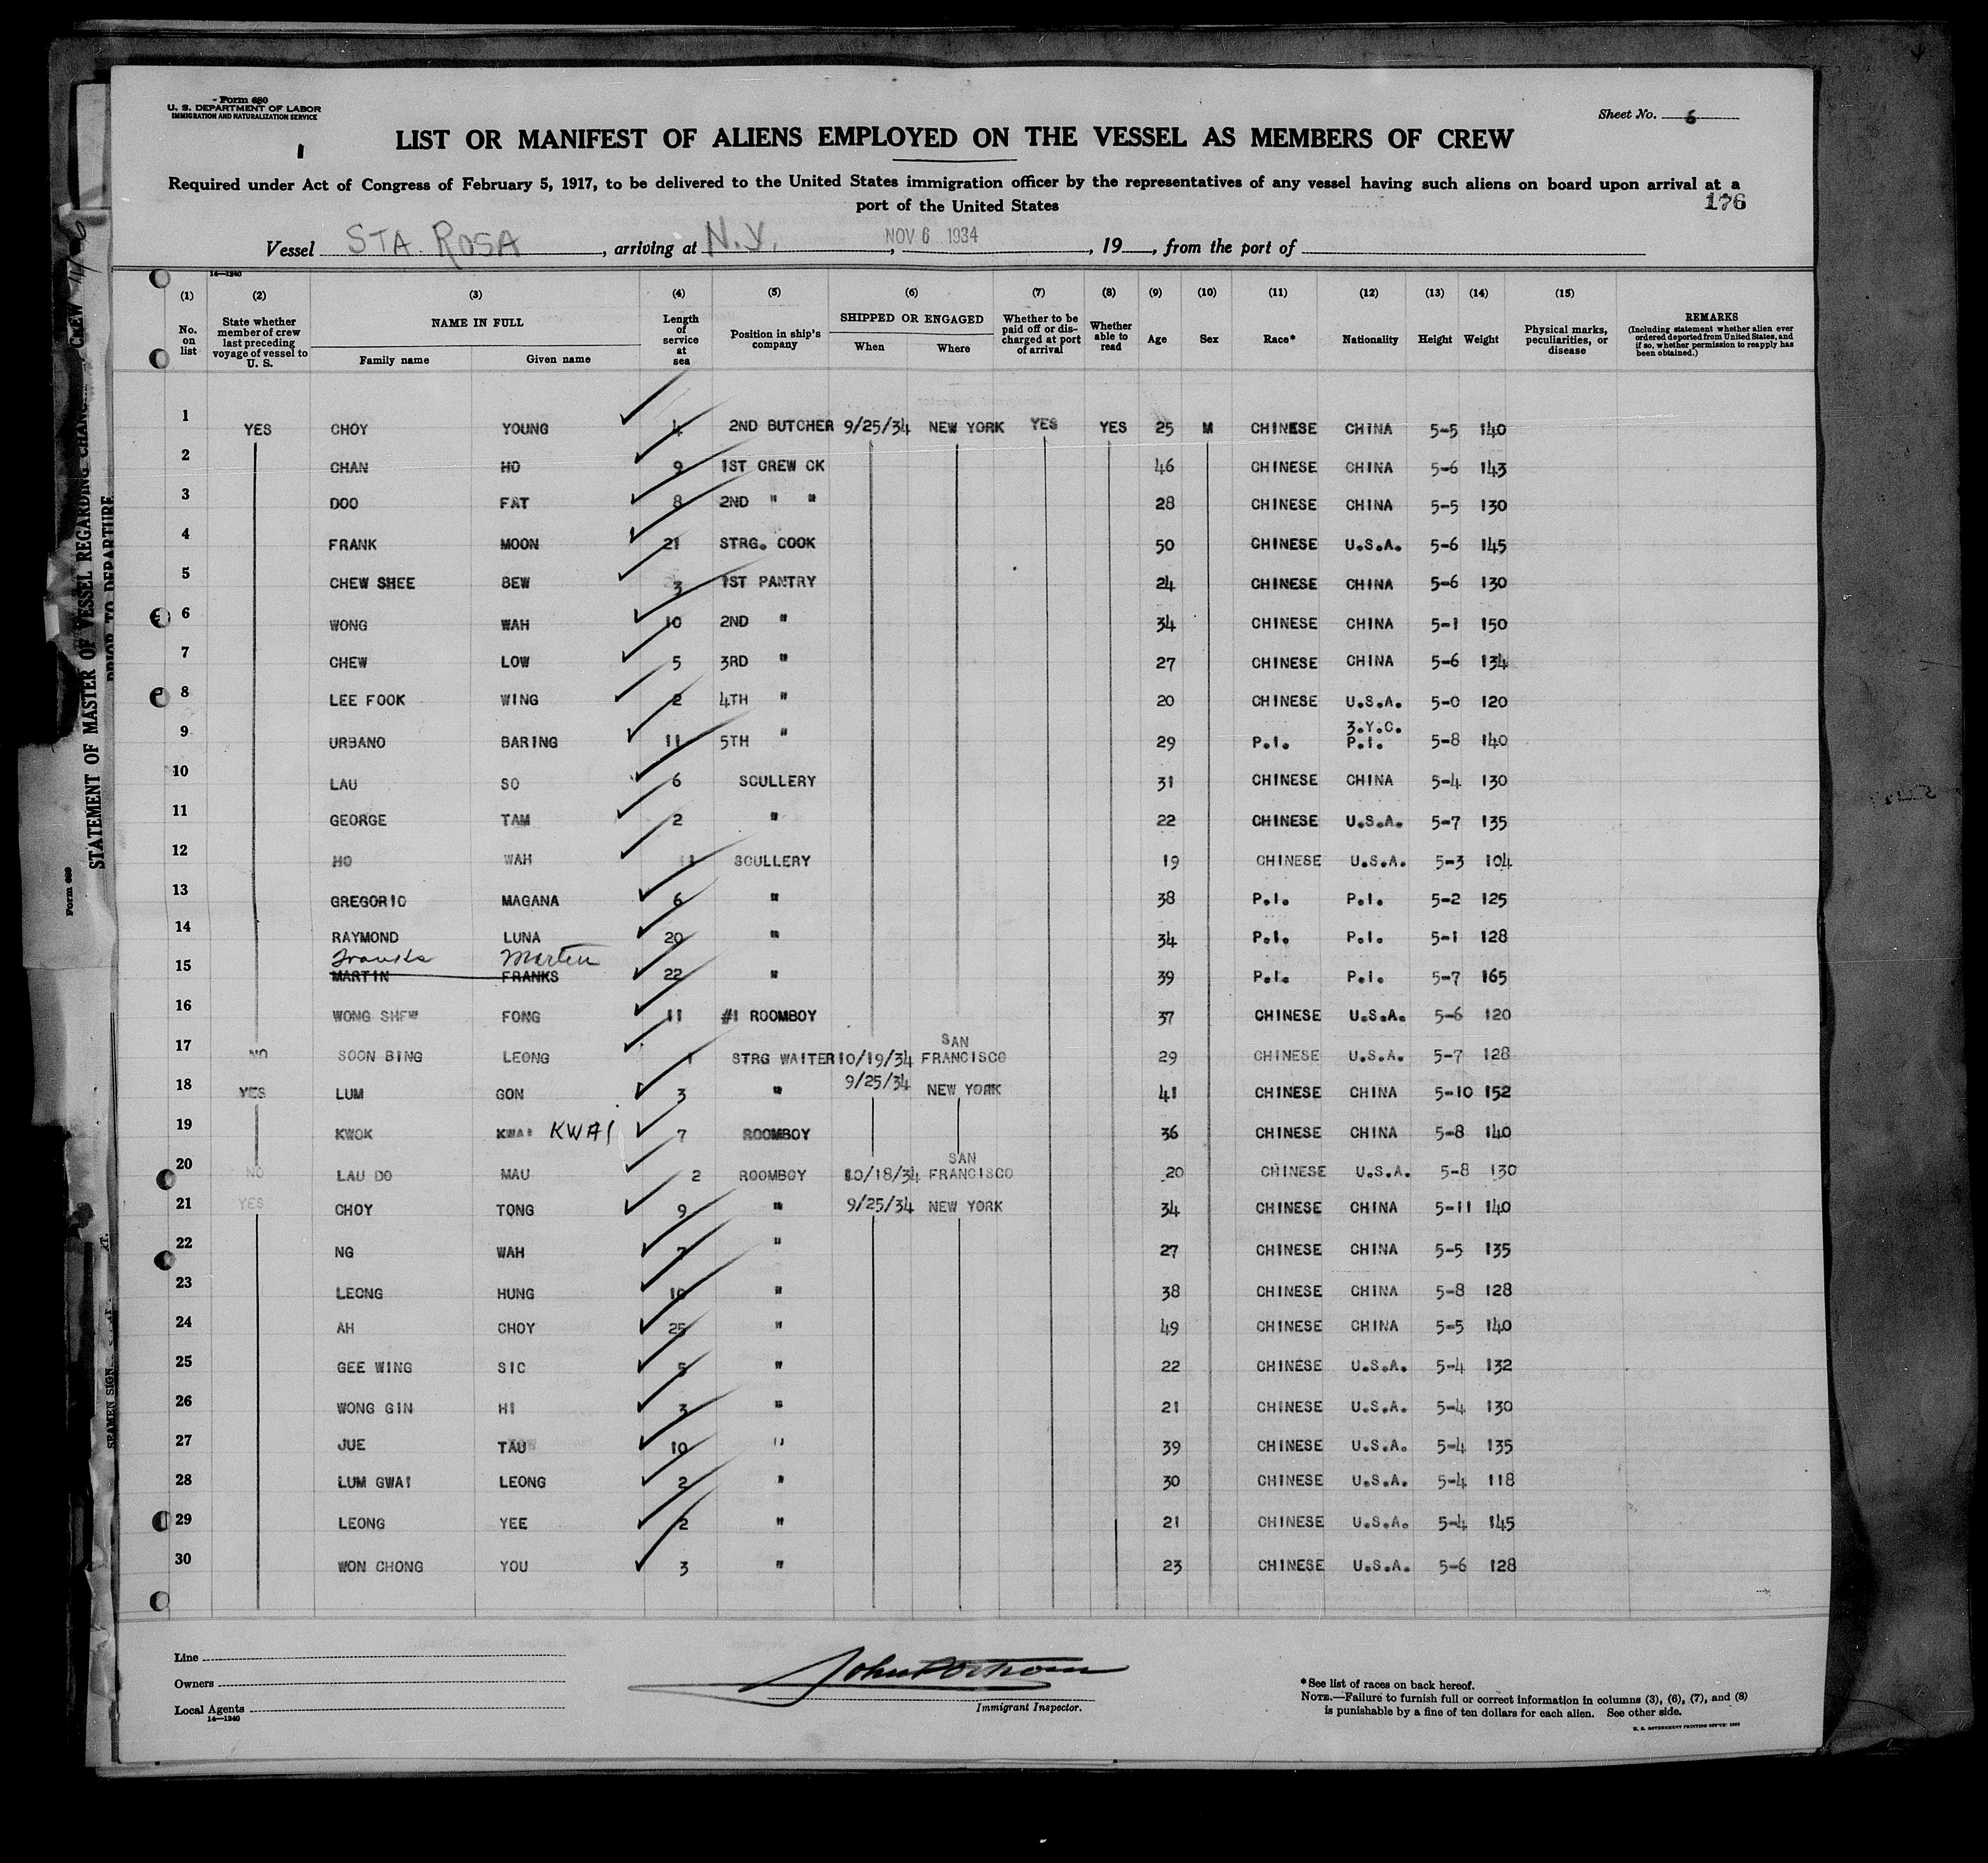 Form 680
U. S. DEPARTMENT OF LABOR
IMMIGRATION AND NATURALIZATION SERVICE
Sheet No. 6
LIST OR MANIFEST OF ALIENS EMPLOYED ON THE VESSEL AS MEMBERS OF CREW
Required under Act of Congress of February 5, 1917, to be delivered to the United States immigration officer by the representatives of any vessel having such aliens on board upon arrival at a
port of the United States
176
Vessel STA. ROSA, arriving at N.Y., NOV 6 1934, 19, from the port of
14—1240
(1) (2) (3) (4) (5) (6) (7) (8) (9) (10) (11) (12) (13) (14) (15)
No. on list
State whether member of crew last preceding voyage of vessel to U. S.
NAME IN FULL
Family name Given name
Length of service at sea
Position in ship's company
SHIPPED OR ENGAGED
When Where
Whether to be paid off or discharged at port of arrival
Whether able to read
Age Sex Race* Nationality Height Weight
Physical marks, peculiarities, or disease
REMARKS
(Including statement whether alien ever ordered deported from United States, and if so, whether permission to reapply has been obtained.)
1 YES CHOY YOUNG 4 2ND BUTCHER 9/25/34 NEW YORK YES YES 25 M CHINESE CHINA 5-5 140
2 CHAN HO 9 1ST CREW CK 46 CHINESE CHINA 5-6 143
3 DOO FAT 8 2ND " " 28 CHINESE CHINA 5-5 130
4 FRANK MOON 21 STRG. COOK 50 CHINESE U.S.A. 5-6 145
5 CHEW SHEE BEW 3 1ST PANTRY 24 CHINESE CHINA 5-6 130
6 WONG WAH 10 2ND " 34 CHINESE CHINA 5-1 150
7 CHEW LOW 5 3RD " 27 CHINESE CHINA 5-6 134
8 LEE FOOK WING 2 4TH " 20 CHINESE U.S.A. 5-0 120
3.Y.C.
9 URBANO BARING 11 5TH " 29 P.I. P.I. 5-8 140
10 LAU SO 6 SCULLERY 31 CHINESE CHINA 5-4 130
11 GEORGE TAM 2 " 22 CHINESE U.S.A. 5-7 135
12 HO WAH 11 SCULLERY 19 CHINESE U.S.A. 5-3 104
13 GREGORIO MAGANA 6 " 38 P.I. P.I. 5-2 125
14 RAYMOND LUNA 20 " 34 P.I. P.I. 5-1 128
Franks Martin
15 MARTIN FRANKS 22 " 39 P.I. P.I. 5-7 165
16 WONG SHEW FONG 11 #1 ROOMBOY 37 CHINESE U.S.A. 5-6 120
17 NO SOON BING LEONG 1 STRG WAITER 10/19/34 SAN FRANCISCO 29 CHINESE U.S.A. 5-7 128
18 YES LUM GON 3 " 9/25/34 NEW YORK 41 CHINESE CHINA 5-10 152
19 KWOK KWAI KWAI 7 ROOMBOY 36 CHINESE CHINA 5-8 140
20 NO LAU DO MAU 2 ROOMBOY 10/18/34 SAN FRANCISCO 20 CHINESE U.S.A. 5-8 130
21 YES CHOY TONG 9 " 9/25/34 NEW YORK 34 CHINESE CHINA 5-11 140
22 NG WAH 7 " 27 CHINESE CHINA 5-5 135
23 LEONG HUNG 10 " 38 CHINESE CHINA 5-8 128
24 AH CHOY 25 " 49 CHINESE CHINA 5-5 140
25 GEE WING SIC 5 " 22 CHINESE U.S.A. 5-4 132
26 WONG GIN HI 3 " 21 CHINESE U.S.A. 5-4 130
27 JUE TAU 10 " 39 CHINESE U.S.A. 5-4 135
28 LUM GWAI LEONG 2 " 30 CHINESE U.S.A. 5-4 118
29 LEONG YEE 2 " 21 CHINESE U.S.A. 5-4 145
30 WON CHONG YOU 3 " 23 CHINESE U.S.A. 5-6 128
Line
Owners
Local Agents
14—1240
Immigrant Inspector.
*See list of races on back hereof.
NOTE.—Failure to furnish full or correct information in columns (3), (6), (7), and (8)
is punishable by a fine of ten dollars for each alien. See other side.
U. S. GOVERNMENT PRINTING OFFICE
STATEMENT OF MASTER OF VESSEL REGARDING
PRIOR TO DEPARTURE
CREW
Form 689
SEAMEN SIGN.